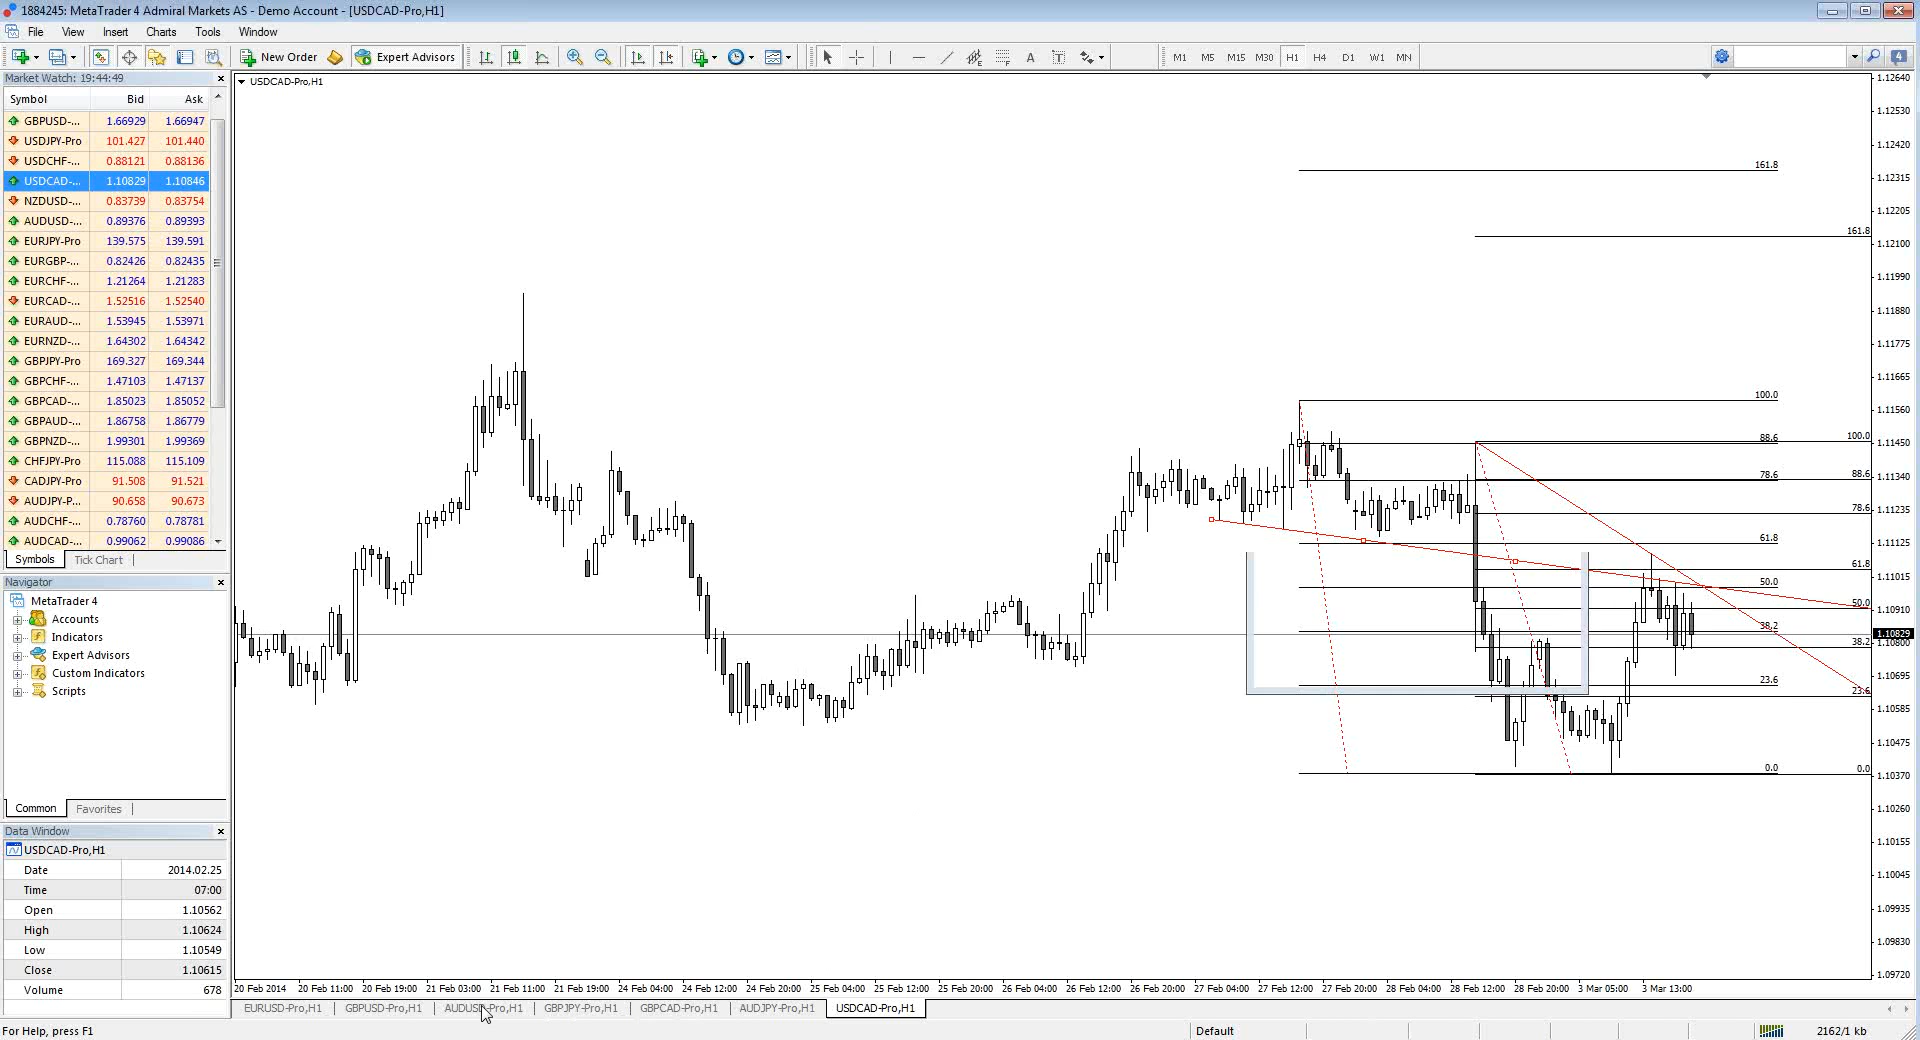 1884245: MetaTrader 4 Admiral Markets AS - Demo Account - [USDCAD-Pro,H1]
File View Insert Charts Tools Window
New Order Expert Advisors A T M1 M5 M15 M30 H1 H4 D1 W1 MN 4
Market Watch: 19:44:49
Symbol Bid Ask
GBPUSD-... 1.66929 1.66947
USDJPY-Pro 101.427 101.440
USDCHF-... 0.88121 0.88136
USDCAD-... 1.10829 1.10846
NZDUSD-... 0.83739 0.83754
AUDUSD-... 0.89376 0.89393
EURJPY-Pro 139.575 139.591
EURGBP-... 0.82426 0.82435
EURCHF-... 1.21264 1.21283
EURCAD-... 1.52516 1.52540
EURAUD-... 1.53945 1.53971
EURNZD-... 1.64302 1.64342
GBPJPY-Pro 169.327 169.344
GBPCHF-... 1.47103 1.47137
GBPCAD-... 1.85023 1.85052
GBPAUD-... 1.86758 1.86779
GBPNZD-... 1.99301 1.99369
CHFJPY-Pro 115.088 115.109
CADJPY-Pro 91.508 91.521
AUDJPY-P... 90.658 90.673
AUDCHF-... 0.78760 0.78781
AUDCAD-... 0.99062 0.99086
Symbols Tick Chart
Navigator
MetaTrader 4
Accounts
Indicators
Expert Advisors
Custom Indicators
Scripts
Common Favorites
Data Window
USDCAD-Pro,H1
Date 2014.02.25
Time 07:00
Open 1.10562
High 1.10624
Low 1.10549
Close 1.10615
Volume 678
USDCAD-Pro,H1
161.8
161.8
100.0
88.6
100.0
78.6
88.6
78.6
61.8
61.8
50.0
50.0
38.2
38.2
23.6
23.6
0.0
0.0
1.12640
1.12530
1.12420
1.12315
1.12205
1.12100
1.11990
1.11880
1.11775
1.11665
1.11560
1.11450
1.11340
1.11235
1.11125
1.11015
1.10910
1.10829
1.10800
1.10695
1.10585
1.10475
1.10370
1.10260
1.10155
1.10045
1.09935
1.09830
1.09720
20 Feb 2014 20 Feb 11:00 20 Feb 19:00 21 Feb 03:00 21 Feb 11:00 21 Feb 19:00 24 Feb 04:00 24 Feb 12:00 24 Feb 20:00 25 Feb 04:00 25 Feb 12:00 25 Feb 20:00 26 Feb 04:00 26 Feb 12:00 26 Feb 20:00 27 Feb 04:00 27 Feb 12:00 27 Feb 20:00 28 Feb 04:00 28 Feb 12:00 28 Feb 20:00 3 Mar 05:00 3 Mar 13:00
EURUSD-Pro,H1 GBPUSD-Pro,H1 AUDUSD-Pro,H1 GBPJPY-Pro,H1 GBPCAD-Pro,H1 AUDJPY-Pro,H1 USDCAD-Pro,H1
For Help, press F1 Default 2162/1 kb